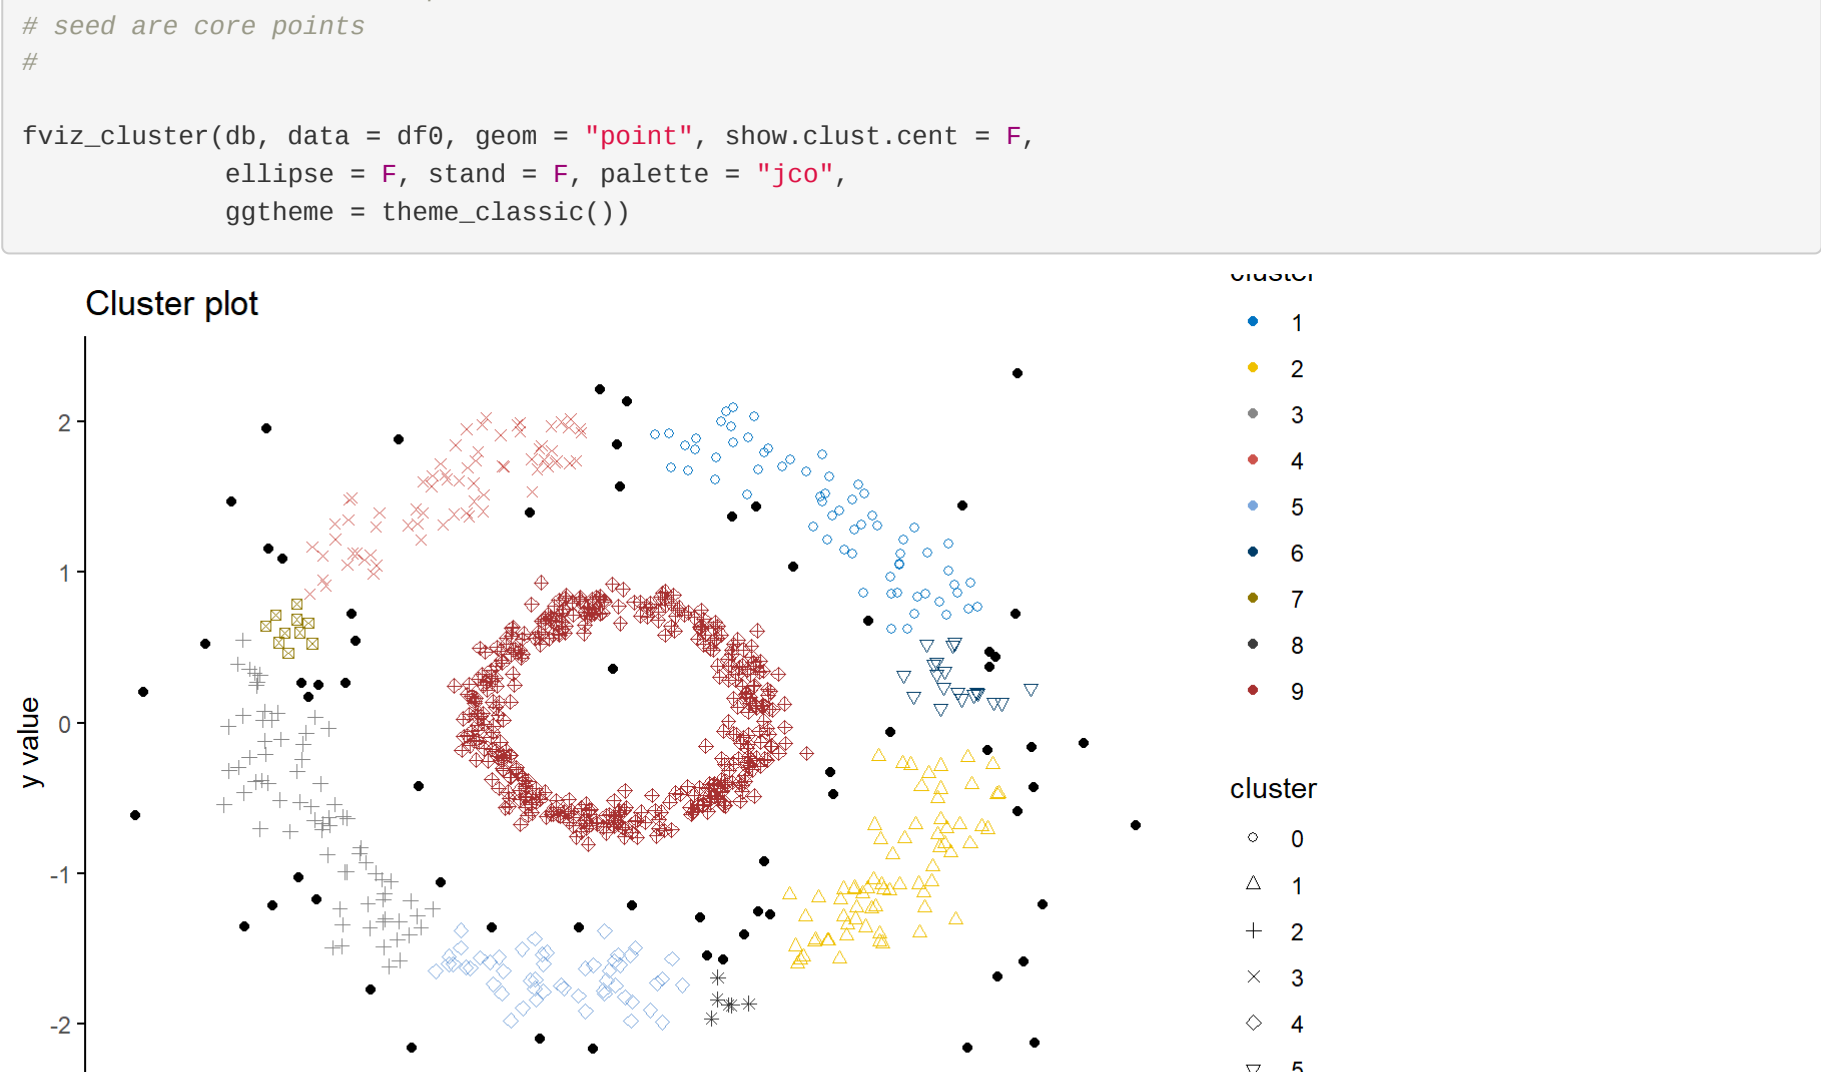 # seed are core points
#
fviz_cluster(db, data = df0, geom = "point", show.clust.cent = F,
ellipse = F, stand = F, palette = "jco",
ggtheme = theme_classic())
Cluster plot
y value
2
1
0
-1
-2
cluster
1
2
3
4
5
6
7
8
9
cluster
0
1
2
3
4
5